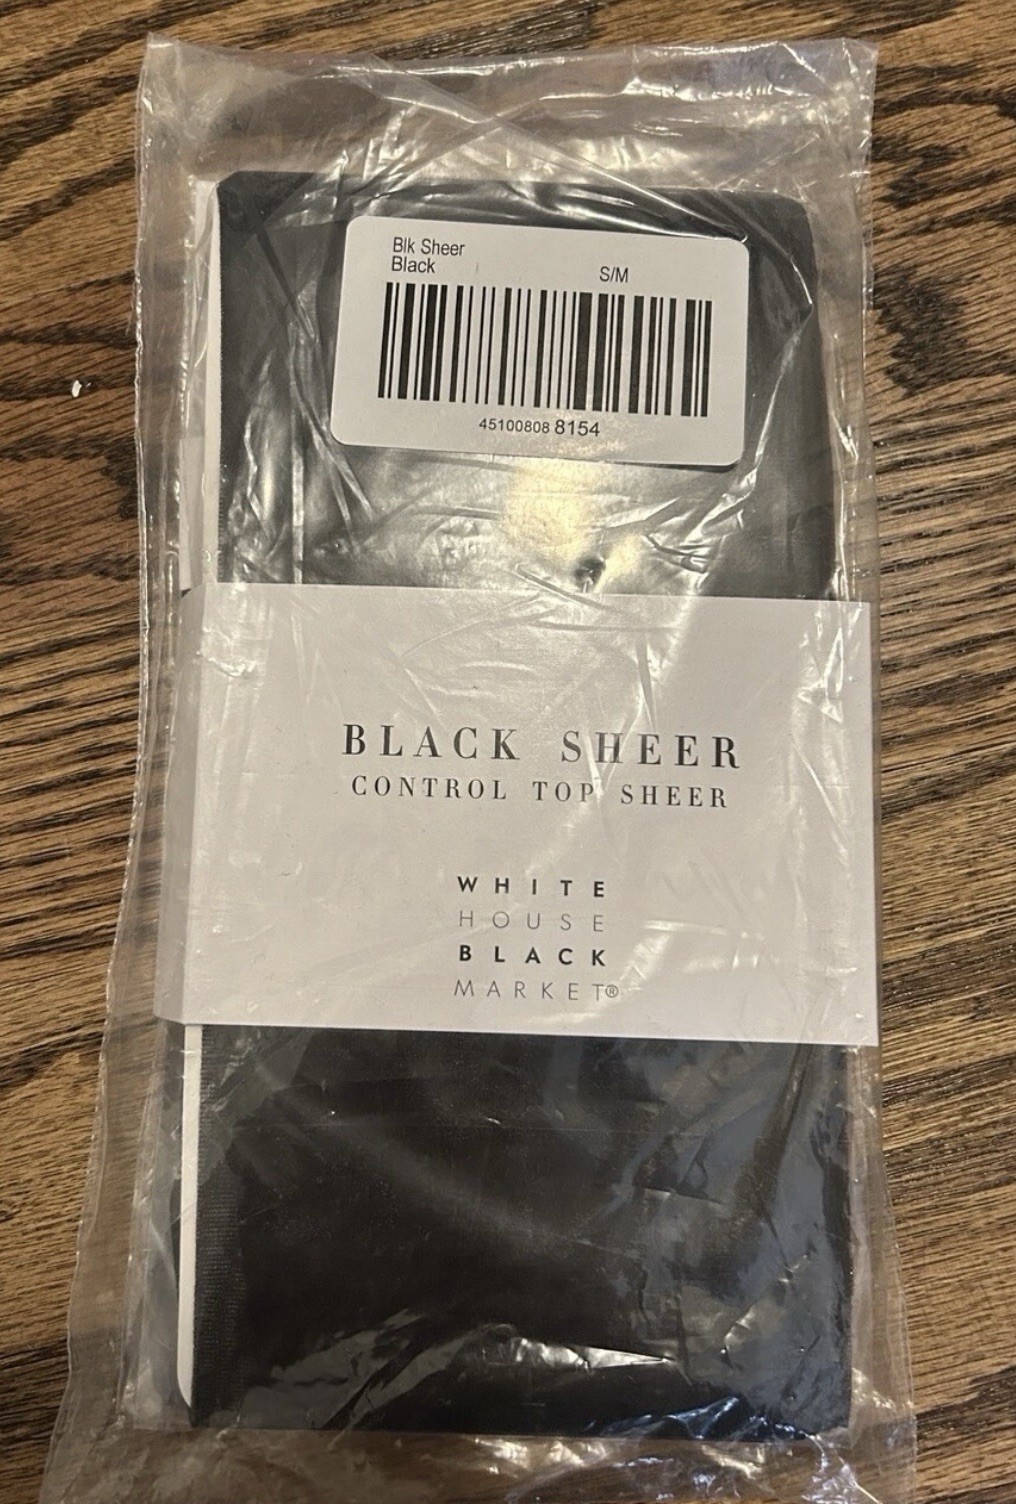 Blk Sheer
Black
S/M
45100808 8154
BLACK SHEER
CONTROL TOP SHEER
WHITE
HOUSE
BLACK
MARKET®